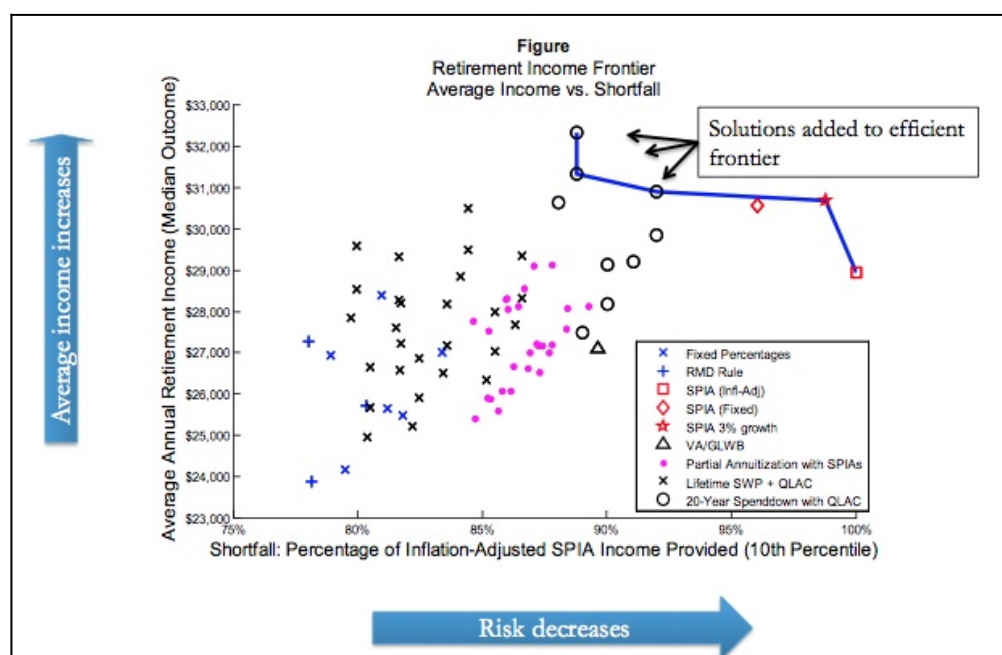 Figure
Retirement Income Frontier
Average Income vs. Shortfall
Average income increases
Average Annual Retirement Income (Median Outcome)
$33,000
$32,000
$31,000
$30,000
$29,000
$28,000
$27,000
$26,000
$25,000
$24,000
$23,000
Solutions added to efficient
frontier
Fixed Percentages
RMD Rule
SPIA (Infl-Adj)
SPIA (Fixed)
SPIA 3% growth
VA/GLWB
Partial Annuitization with SPIAs
Lifetime SWP + QLAC
20-Year Spenddown with QLAC
75%
80%
85%
90%
95%
100%
Shortfall: Percentage of Inflation-Adjusted SPIA Income Provided (10th Percentile)
Risk decreases